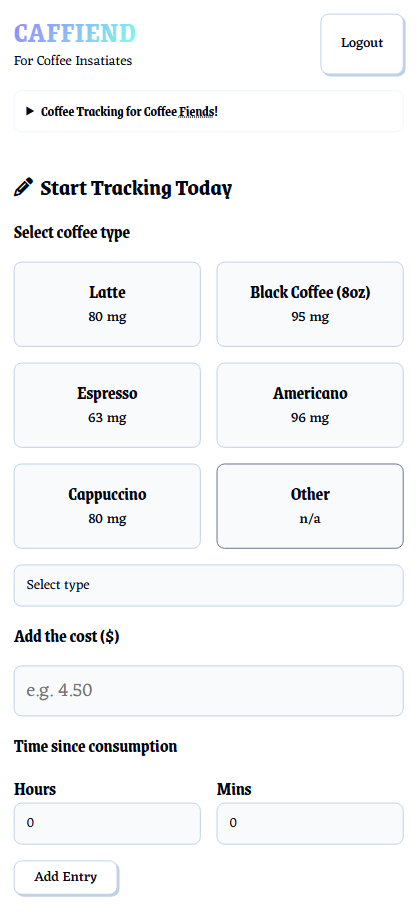 CAFFIEND
Logout
For Coffee Insatiates
Coffee Tracking for Coffee Fiends!
Start Tracking Today
Select coffee type
Latte
80 mg
Black Coffee (8oz)
95 mg
Espresso
63 mg
Americano
96 mg
Cappuccino
80 mg
Other
n/a
Select type
Add the cost ($)
e.g. 4.50
Time since consumption
Hours
Mins
0
0
Add Entry